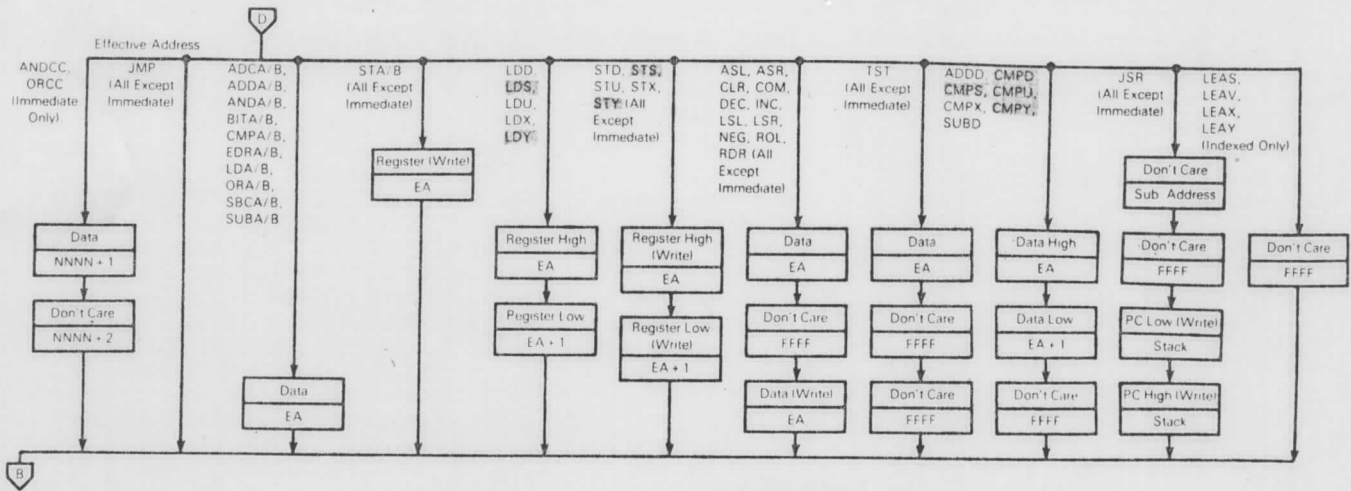 D
Effective Address
ANDCC,
ORCC
(Immediate
Only)
JMP
(All Except
Immediate)
ADCA/B,
ADDA/B,
ANDA/B,
BITA/B,
CMPA/B,
EDRA/B,
LDA/B,
ORA/B,
SBCA/B,
SUBA/B
STA/B
(All Except
Immediate)
LDD,
LDS,
LDU,
LDX,
LDY
STD, STS,
STU, STX,
STY (All
Except
Immediate)
ASL, ASR,
CLR, COM,
DEC, INC,
LSL, LSR,
NEG, ROL,
RDR (All
Except
Immediate)
TST
(All Except
Immediate)
ADDD, CMPD
CMPS, CMPU,
CMPX, CMPY,
SUBD
JSR
(All Except
Immediate)
LEAS,
LEAV,
LEAX,
LEAY
(Indexed Only)
Data
NNNN + 1
Don't Care
NNNN + 2
Data
EA
Register (Write)
EA
Register High
EA
Register Low
EA + 1
Register High
(Write)
EA
Register Low
(Write)
EA + 1
Data
EA
Don't Care
FFFF
Data (Write)
EA
Data
EA
Don't Care
FFFF
Don't Care
FFFF
Data High
EA
Data Low
EA + 1
Don't Care
FFFF
Don't Care
Sub Address
Don't Care
FFFF
PC Low (Write)
Stack
PC High (Write)
Stack
Don't Care
FFFF
B